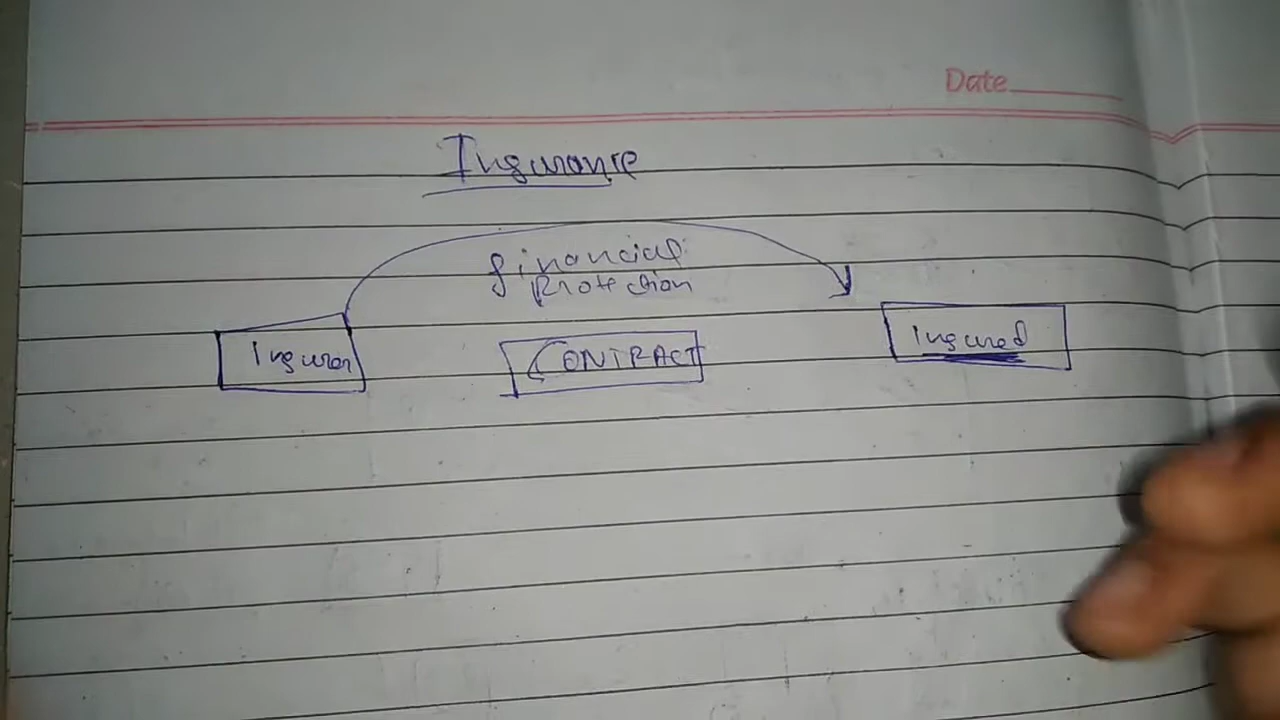 Date
Insurance
financial
protection
Insurer
CONTRACT
Insured